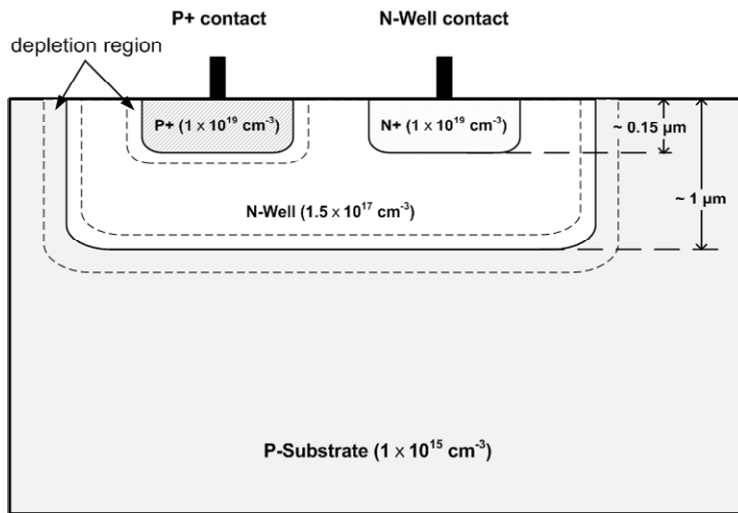 P+ contact
N-Well contact
depletion region
P+ (1 × 10¹⁹ cm⁻³)
N+ (1 × 10¹⁹ cm⁻³)
~ 0.15 µm
~ 1 µm
N-Well (1.5 × 10¹⁷ cm⁻³)
P-Substrate (1 × 10¹⁵ cm⁻³)